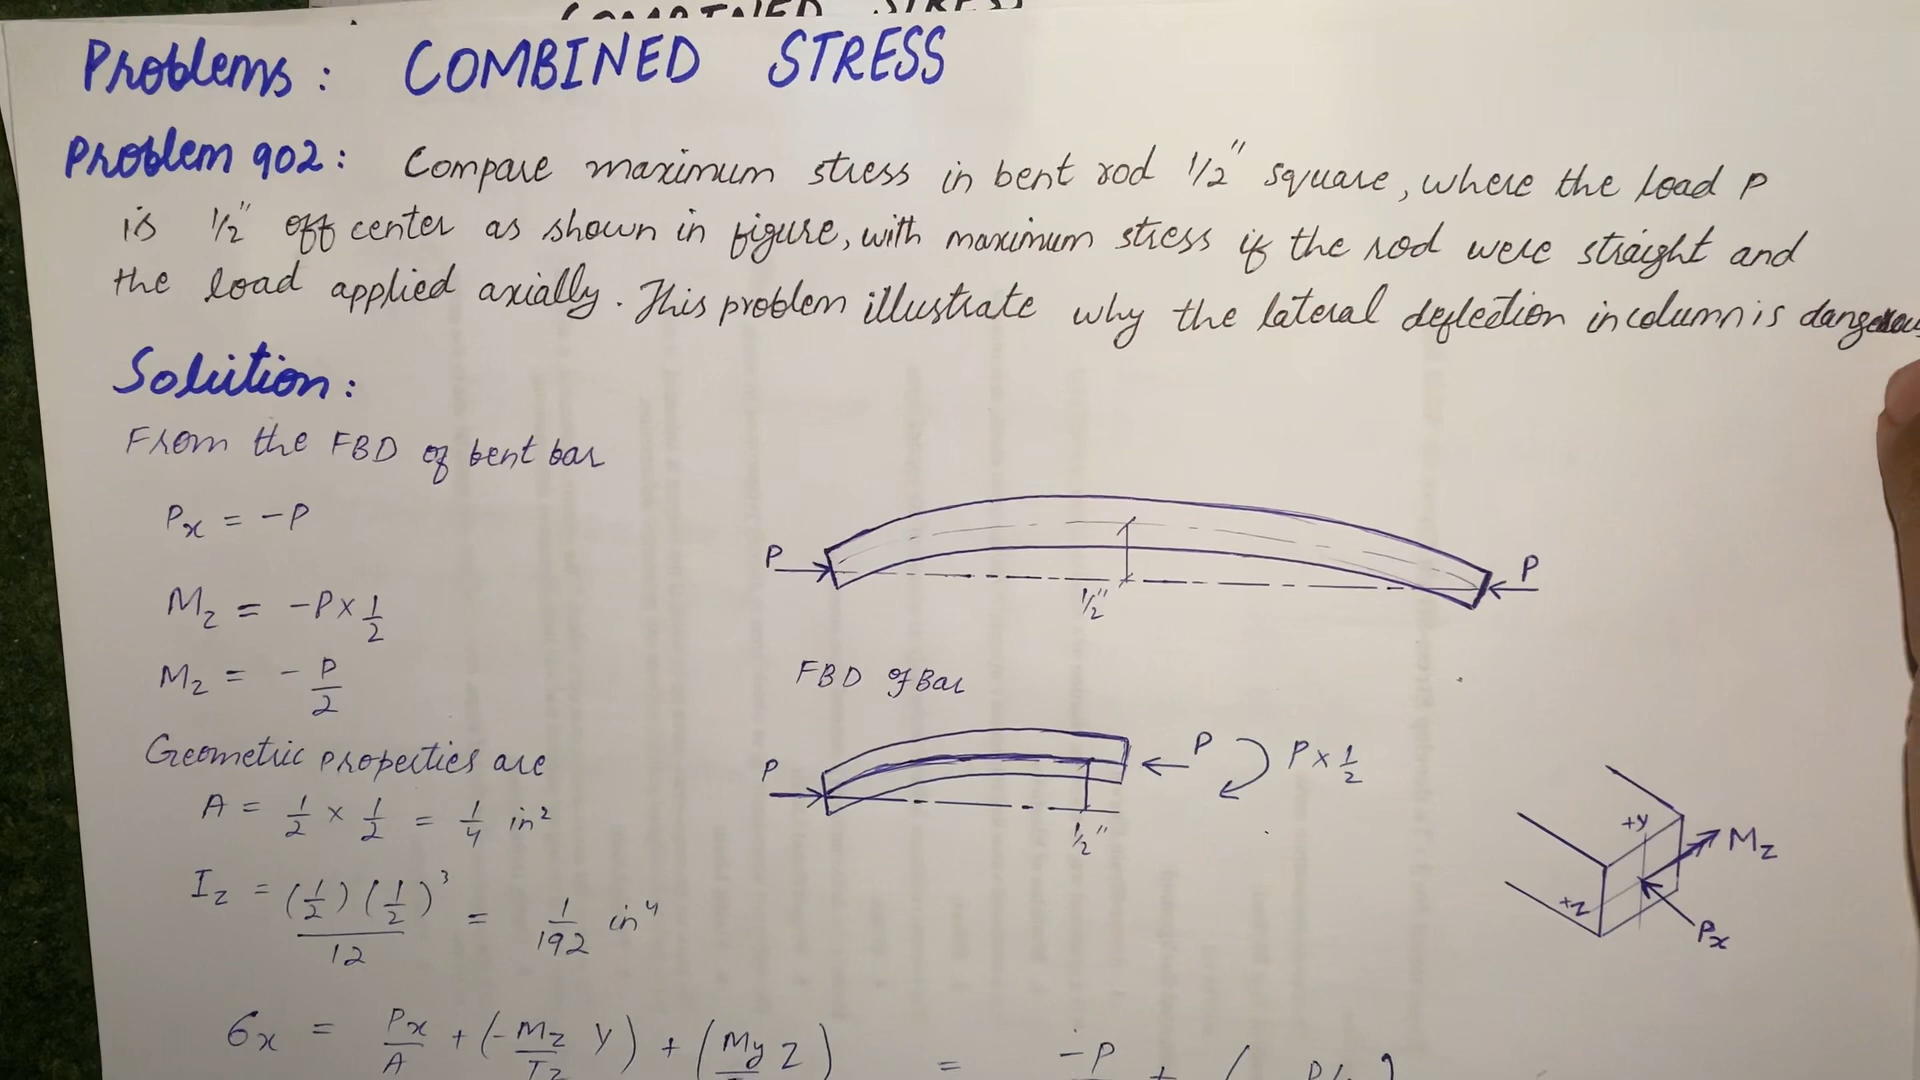 COMBINED STRESS
Problems: COMBINED STRESS
Problem 902: Compare maximum stress in bent rod 1/2" square, where the load P
is 1/2" off center as shown in figure, with maximum stress if the rod were straight and
the load applied axially. This problem illustrate why the lateral deflection in column is dangerous
Solution:
From the FBD of bent bar
Px = -P
Mz = -P × 1/2
Mz = - P/2
Geometric properties are
A = 1/2 × 1/2 = 1/4 in²
Iz = (1/2)(1/2)³/12 = 1/192 in⁴
σx = Px/A + (-Mz/Iz y) + (My z) = -P +
P
P
1/2"
FBD of Bar
P
P
P × 1/2
1/2"
+y
Mz
+z
Px